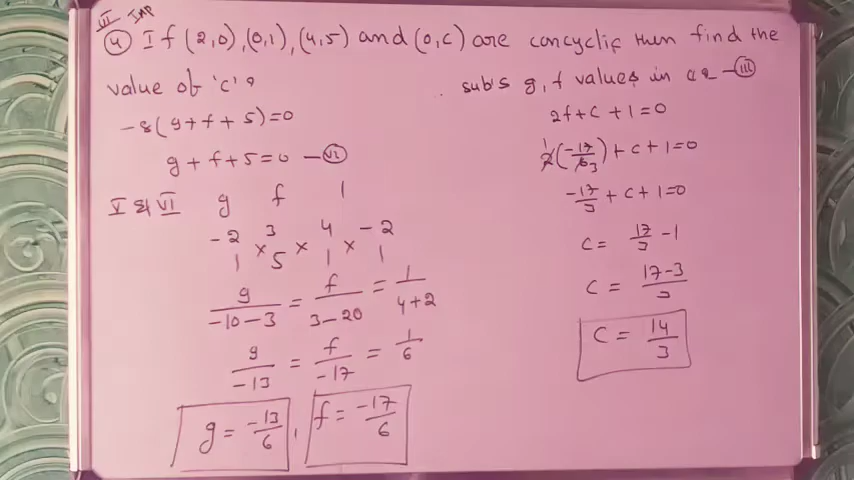 III IMP
4 If (2,0), (0,1), (4,5) and (0,c) are concyclic then find the
value of 'c' ?
-8(g+f+5)=0
g+f+5=0 —VI
V & VI g f 1
-2 3 4 -2
1 × 5 × 1 × 1
g/(-10-3) = f/(3-20) = 1/(4+2)
g/-13 = f/-17 = 1/6
g = -13/6 , f = -17/6
subs g, f values in eq —III
2f+c+1=0
2(-17/6 3)+c+1=0
-17/3 +c+1=0
c= 17/3 -1
c = (17-3)/3
c = 14/3